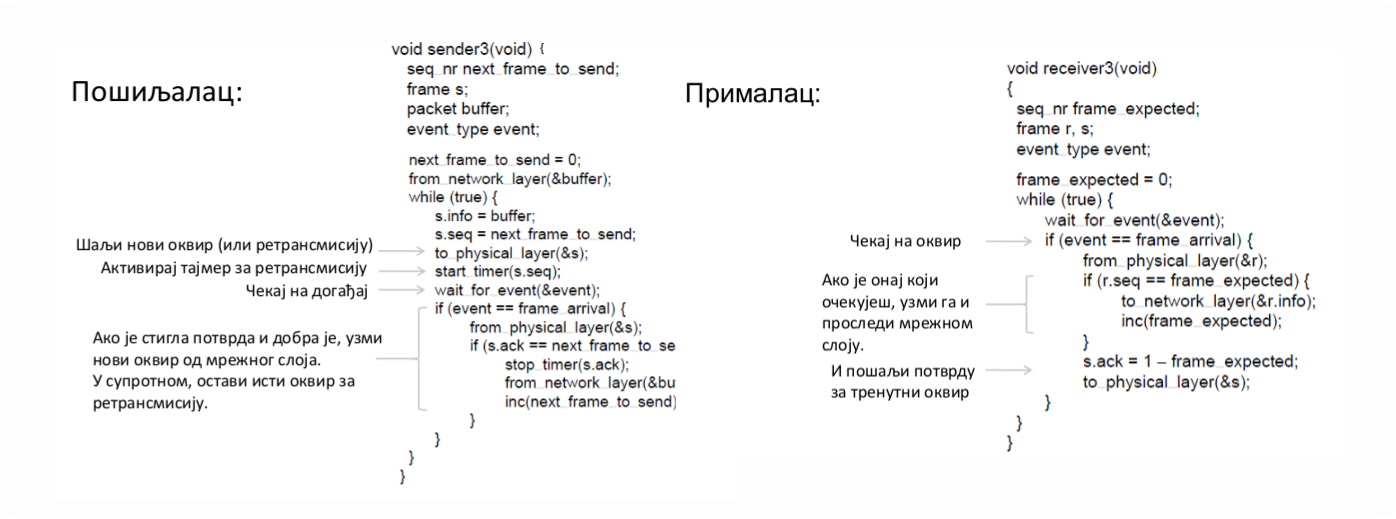 Пошиљалац:
void sender3(void) {
seq_nr next_frame_to_send;
frame s;
packet buffer;
event_type event;
next_frame_to_send = 0;
from_network_layer(&buffer);
while (true) {
s.info = buffer;
s.seq = next_frame_to_send;
Шаљи нови оквир (или ретрансмисију)
to_physical_layer(&s);
Активирај тајмер за ретрансмисију
start_timer(s.seq);
Чекај на догађај
wait_for_event(&event);
if (event == frame_arrival) {
from_physical_layer(&s);
if (s.ack == next_frame_to_se
stop_timer(s.ack);
from_network_layer(&bu
inc(next_frame_to_send)
}
}
}
}
Ако је стигла потврда и добра је, узми
нови оквир од мрежног слоја.
У супротном, остави исти оквир за
ретрансмисију.
Прималац:
void receiver3(void)
{
seq_nr frame_expected;
frame r, s;
event_type event;
frame_expected = 0;
while (true) {
wait_for_event(&event);
Чекај на оквир
if (event == frame_arrival) {
from_physical_layer(&r);
if (r.seq == frame_expected) {
to_network_layer(&r.info);
inc(frame_expected);
}
Ако је онај који
очекујеш, узми га и
проследи мрежном
слоју.
s.ack = 1 – frame_expected;
to_physical_layer(&s);
И пошаљи потврду
за тренутни оквир
}
}
}